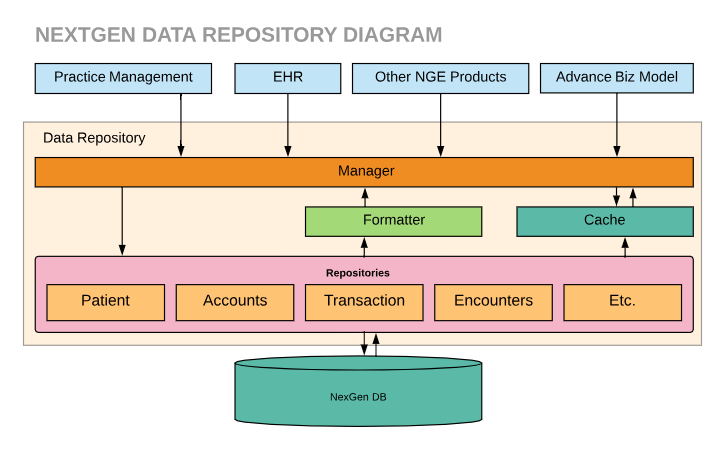 NEXTGEN DATA REPOSITORY DIAGRAM
Practice Management
EHR
Other NGE Products
Advance Biz Model
Data Repository
Manager
Formatter
Cache
Repositories
Patient
Accounts
Transaction
Encounters
Etc.
NexGen DB